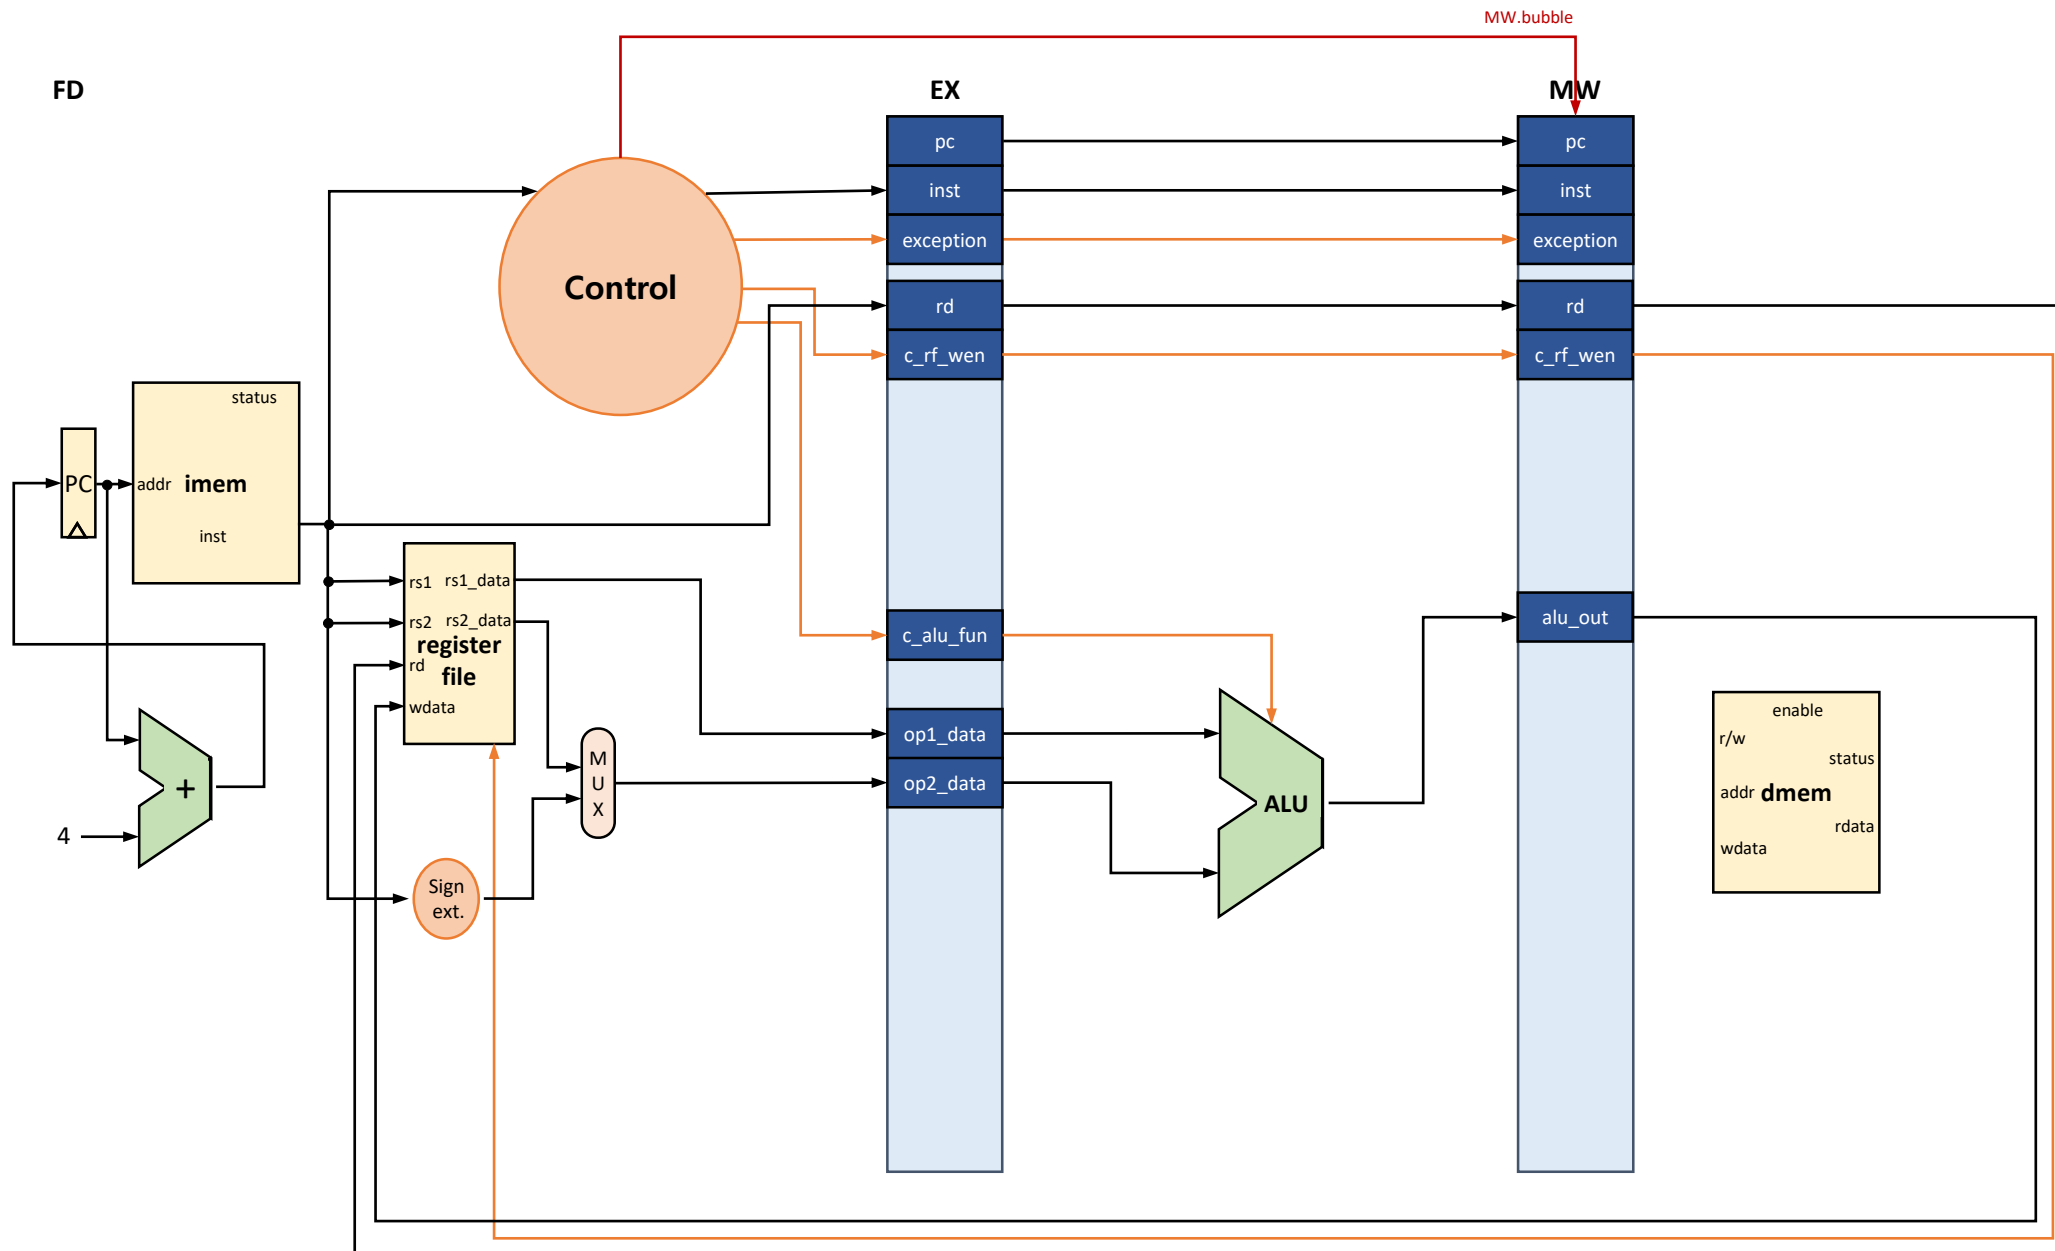 MW.bubble
FD
EX
MW
pc
pc
inst
inst
exception
exception
Control
rd
rd
c_rf_wen
c_rf_wen
status
PC
addr
imem
inst
rs1
rs1_data
rs2
rs2_data
register
file
rd
wdata
c_alu_fun
alu_out
op1_data
op2_data
M
U
X
+
4
ALU
enable
r/w
status
addr
dmem
rdata
wdata
Sign
ext.